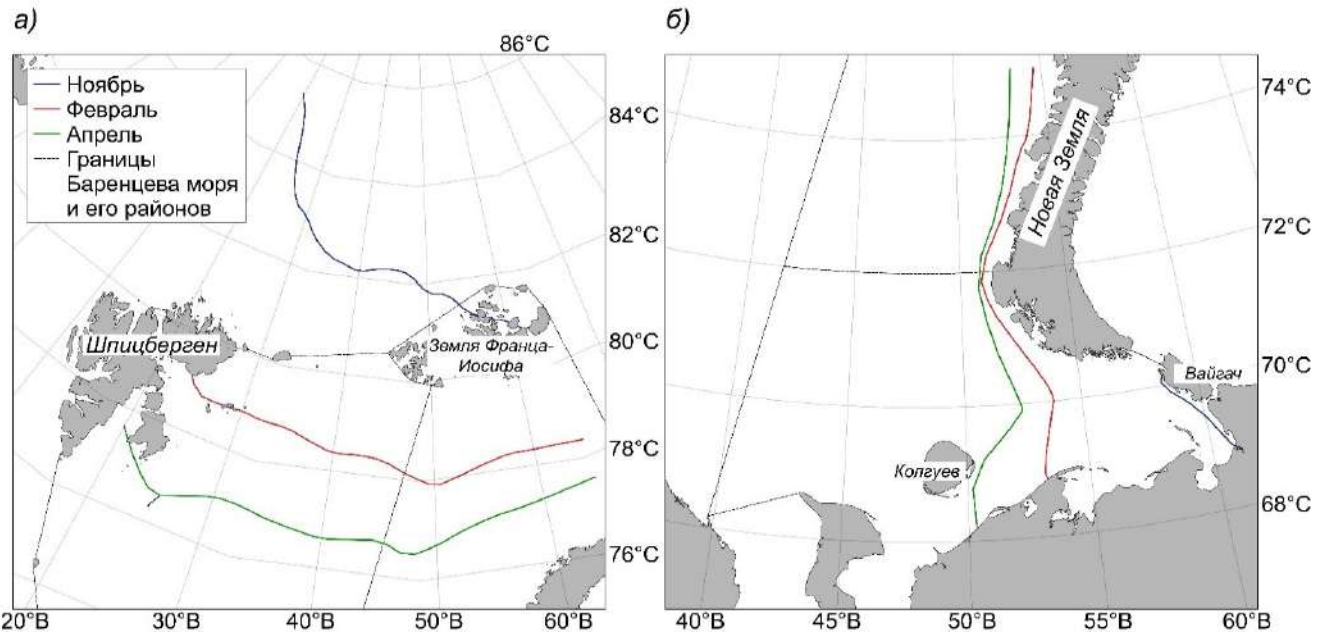 а)
86°С
Ноябрь
Февраль
Апрель
Границы
Баренцева моря
и его районов
84°С
82°С
80°С
78°С
76°С
Шпицберген
Земля Франца-
Иосифа
20°В
30°В
40°В
50°В
60°В
б)
74°С
72°С
70°С
68°С
Новая Земля
Вайгач
Колгуев
40°В
45°В
50°В
55°В
60°В